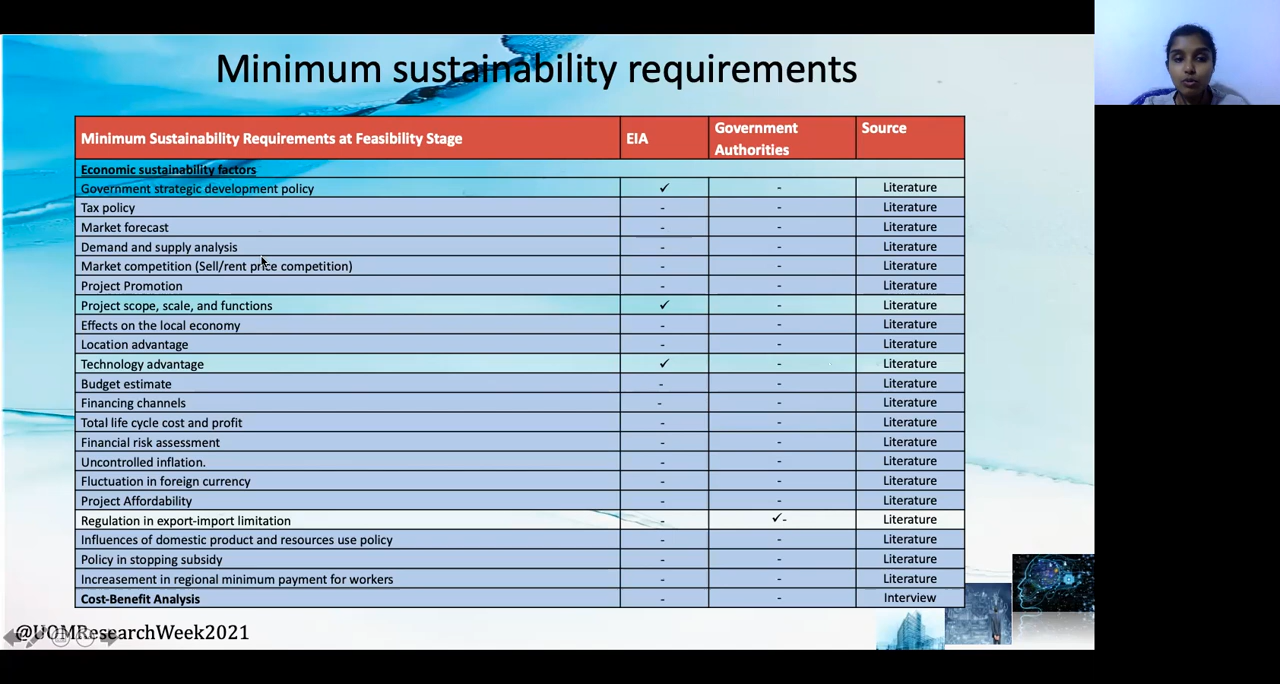 Minimum sustainability requirements
Minimum Sustainability Requirements at Feasibility Stage EIA Government Authorities Source
Economic sustainability factors
Government strategic development policy ✓ - Literature
Tax policy - - Literature
Market forecast - - Literature
Demand and supply analysis - - Literature
Market competition (Sell/rent price competition) - - Literature
Project Promotion - - Literature
Project scope, scale, and functions ✓ - Literature
Effects on the local economy - - Literature
Location advantage - - Literature
Technology advantage ✓ - Literature
Budget estimate - - Literature
Financing channels - - Literature
Total life cycle cost and profit - - Literature
Financial risk assessment - - Literature
Uncontrolled inflation. - - Literature
Fluctuation in foreign currency - - Literature
Project Affordability - - Literature
Regulation in export-import limitation - ✓- Literature
Influences of domestic product and resources use policy - - Literature
Policy in stopping subsidy - - Literature
Increasement in regional minimum payment for workers - - Literature
Cost-Benefit Analysis - - Interview
@UOMResearchWeek2021